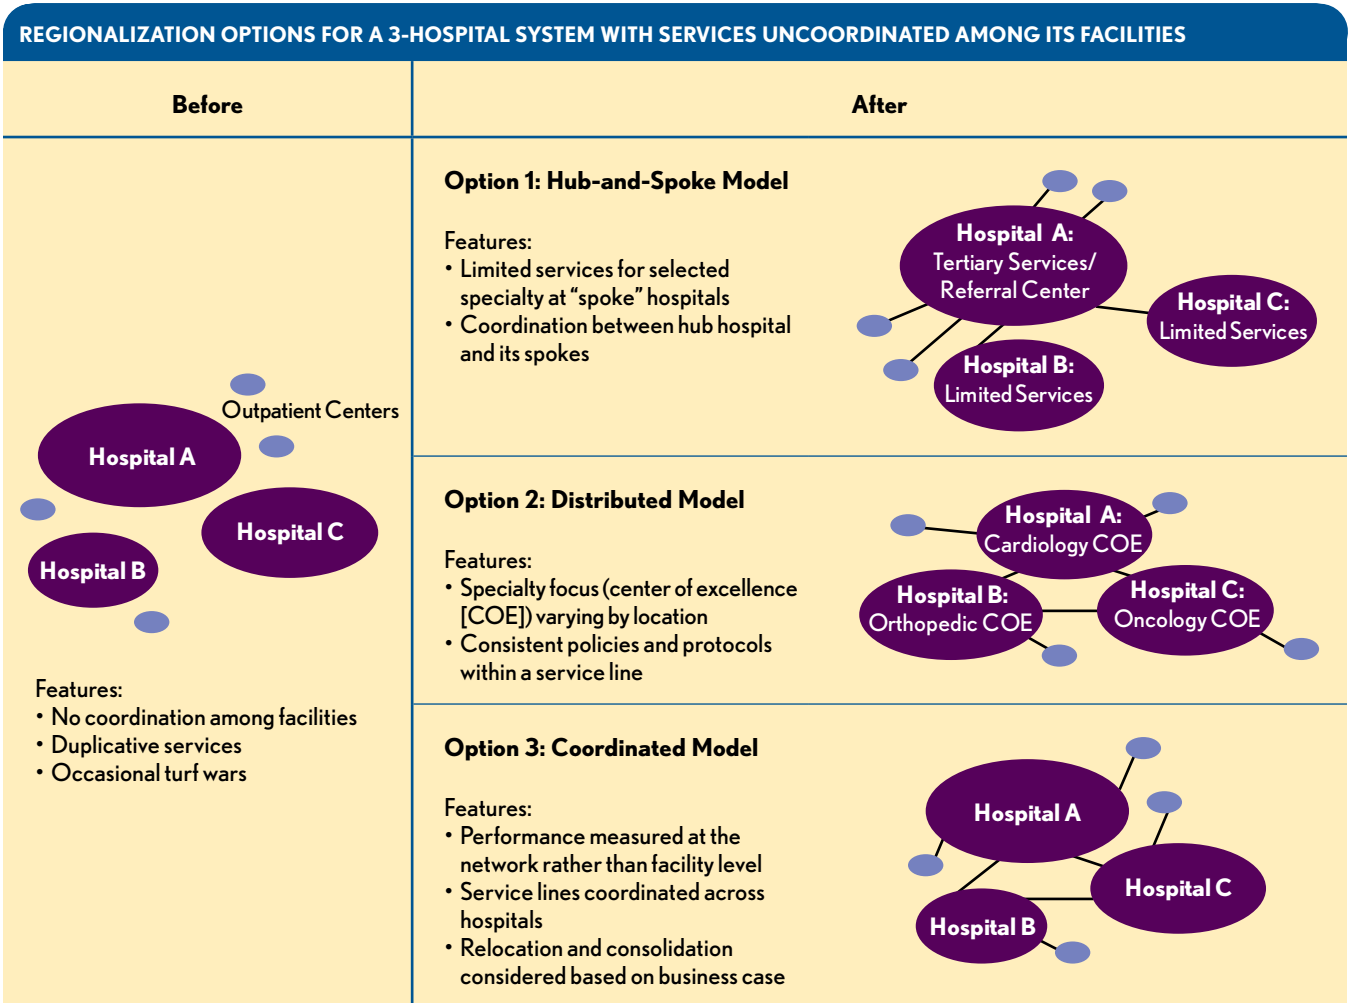 REGIONALIZATION OPTIONS FOR A 3-HOSPITAL SYSTEM WITH SERVICES UNCOORDINATED AMONG ITS FACILITIES
Before
After
Outpatient Centers
Hospital A
Hospital C
Hospital B
Features:
• No coordination among facilities
• Duplicative services
• Occasional turf wars
Option 1: Hub-and-Spoke Model
Features:
• Limited services for selected
specialty at “spoke” hospitals
• Coordination between hub hospital
and its spokes
Hospital A:
Tertiary Services/
Referral Center
Hospital C:
Limited Services
Hospital B:
Limited Services
Option 2: Distributed Model
Features:
• Specialty focus (center of excellence
[COE]) varying by location
• Consistent policies and protocols
within a service line
Hospital A:
Cardiology COE
Hospital B:
Orthopedic COE
Hospital C:
Oncology COE
Option 3: Coordinated Model
Features:
• Performance measured at the
network rather than facility level
• Service lines coordinated across
hospitals
• Relocation and consolidation
considered based on business case
Hospital A
Hospital C
Hospital B